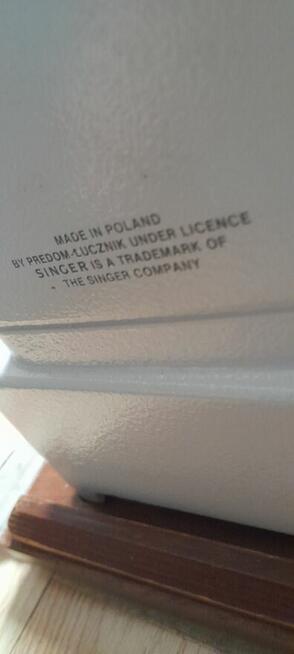 MADE IN POLAND
BY PREDOM-ŁUCZNIK UNDER LICENCE
SINGER IS A TRADEMARK OF
THE SINGER COMPANY